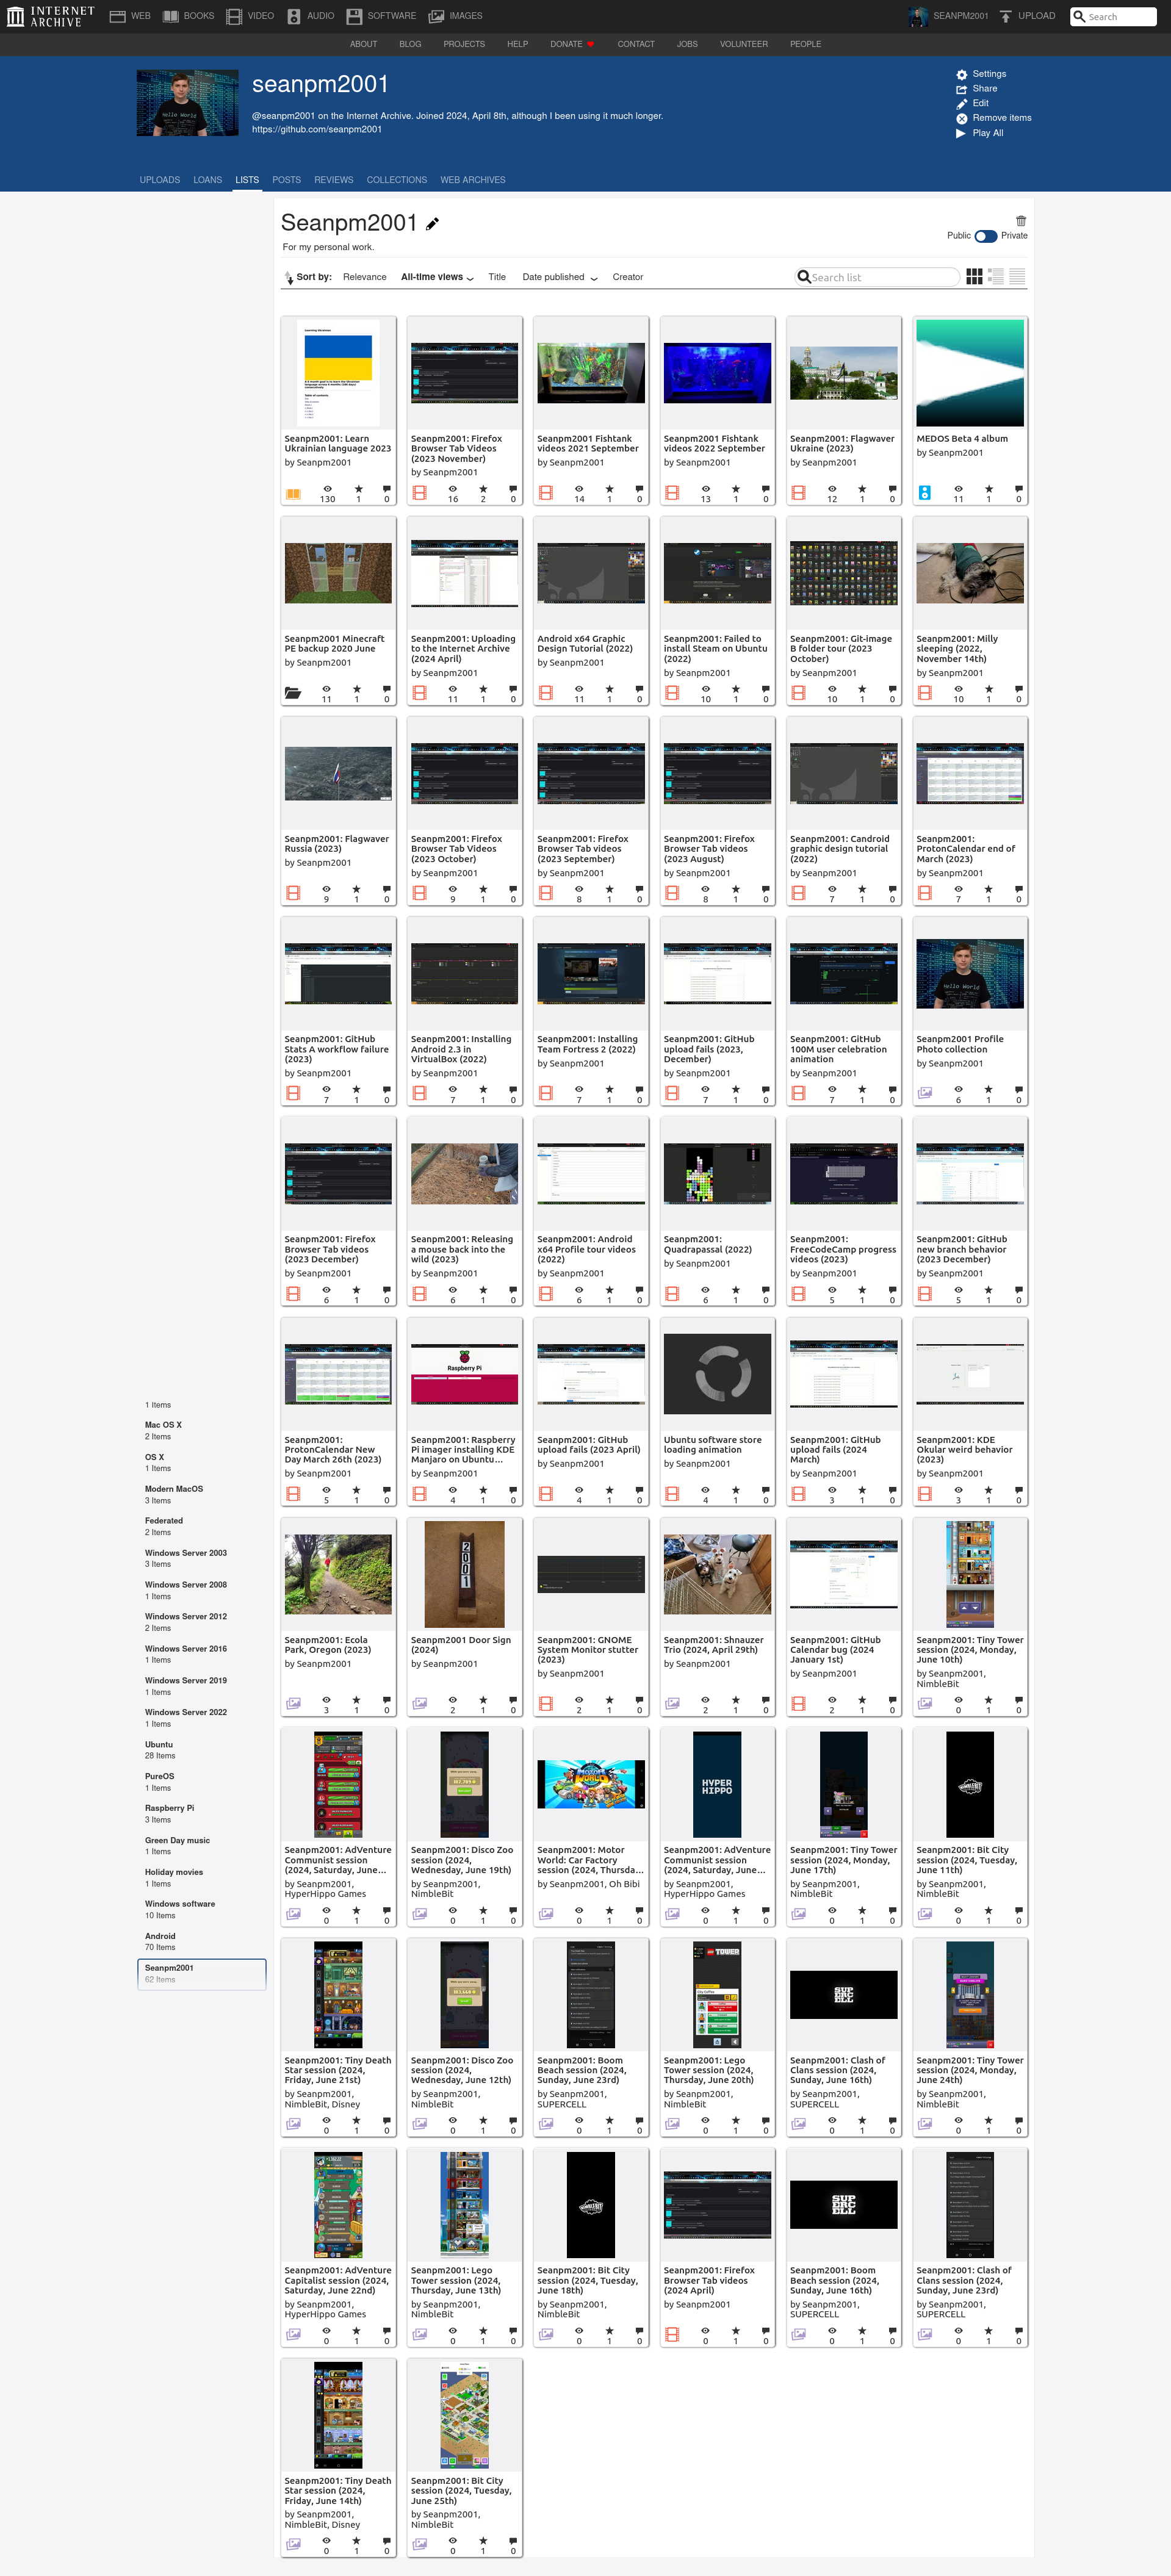 INTERNET ARCHIVE
WEB BOOKS VIDEO AUDIO SOFTWARE IMAGES
SEANPM2001 UPLOAD Search
ABOUT BLOG PROJECTS HELP DONATE CONTACT JOBS VOLUNTEER PEOPLE
seanpm2001
@seanpm2001 on the Internet Archive. Joined 2024, April 8th, although I been using it much longer.
https://github.com/seanpm2001
Settings
Share
Edit
Remove items
Play All
UPLOADS LOANS LISTS POSTS REVIEWS COLLECTIONS WEB ARCHIVES
Seanpm2001
For my personal work.
Public Private
Sort by: Relevance All-time views Title Date published Creator
Search list
Seanpm2001: Learn
Ukrainian language 2023
by Seanpm2001
130 1 0
Seanpm2001: Firefox
Browser Tab Videos
(2023 November)
by Seanpm2001
16 2 0
Seanpm2001 Fishtank
videos 2021 September
by Seanpm2001
14 1 0
Seanpm2001 Fishtank
videos 2022 September
by Seanpm2001
13 1 0
Seanpm2001: Flagwaver
Ukraine (2023)
by Seanpm2001
12 1 0
MEDOS Beta 4 album
by Seanpm2001
11 1 0
Seanpm2001 Minecraft
PE backup 2020 June
by Seanpm2001
11 1 0
Seanpm2001: Uploading
to the Internet Archive
(2024 April)
by Seanpm2001
11 1 0
Android x64 Graphic
Design Tutorial (2022)
by Seanpm2001
11 1 0
Seanpm2001: Failed to
install Steam on Ubuntu
(2022)
by Seanpm2001
10 1 0
Seanpm2001: Git-image
B folder tour (2023
October)
by Seanpm2001
10 1 0
Seanpm2001: Milly
sleeping (2022,
November 14th)
by Seanpm2001
10 1 0
Seanpm2001: Flagwaver
Russia (2023)
by Seanpm2001
9 1 0
Seanpm2001: Firefox
Browser Tab Videos
(2023 October)
by Seanpm2001
9 1 0
Seanpm2001: Firefox
Browser Tab videos
(2023 September)
by Seanpm2001
8 1 0
Seanpm2001: Firefox
Browser Tab videos
(2023 August)
by Seanpm2001
8 1 0
Seanpm2001: Candroid
graphic design tutorial
(2022)
by Seanpm2001
7 1 0
Seanpm2001:
ProtonCalendar end of
March (2023)
by Seanpm2001
7 1 0
Seanpm2001: GitHub
Stats A workflow failure
(2023)
by Seanpm2001
7 1 0
Seanpm2001: Installing
Android 2.3 in
VirtualBox (2022)
by Seanpm2001
7 1 0
Seanpm2001: Installing
Team Fortress 2 (2022)
by Seanpm2001
7 1 0
Seanpm2001: GitHub
upload fails (2023,
December)
by Seanpm2001
7 1 0
Seanpm2001: GitHub
100M user celebration
animation
by Seanpm2001
7 1 0
Hello World
Seanpm2001 Profile
Photo collection
by Seanpm2001
6 1 0
Seanpm2001: Firefox
Browser Tab videos
(2023 December)
by Seanpm2001
6 1 0
Seanpm2001: Releasing
a mouse back into the
wild (2023)
by Seanpm2001
6 1 0
Seanpm2001: Android
x64 Profile tour videos
(2022)
by Seanpm2001
6 1 0
Seanpm2001:
Quadrapassal (2022)
by Seanpm2001
6 1 0
Seanpm2001:
FreeCodeCamp progress
videos (2023)
by Seanpm2001
5 1 0
Seanpm2001: GitHub
new branch behavior
(2023 December)
by Seanpm2001
5 1 0
Seanpm2001:
ProtonCalendar New
Day March 26th (2023)
by Seanpm2001
5 1 0
Raspberry Pi
Seanpm2001: Raspberry
Pi imager installing KDE
Manjaro on Ubuntu...
by Seanpm2001
4 1 0
Seanpm2001: GitHub
upload fails (2023 April)
by Seanpm2001
4 1 0
Ubuntu software store
loading animation
by Seanpm2001
4 1 0
Seanpm2001: GitHub
upload fails (2024
March)
by Seanpm2001
3 1 0
Seanpm2001: KDE
Okular weird behavior
(2023)
by Seanpm2001
3 1 0
Seanpm2001: Ecola
Park, Oregon (2023)
by Seanpm2001
3 1 0
2001
Seanpm2001 Door Sign
(2024)
by Seanpm2001
2 1 0
Seanpm2001: GNOME
System Monitor stutter
(2023)
by Seanpm2001
2 1 0
Seanpm2001: Shnauzer
Trio (2024, April 29th)
by Seanpm2001
2 1 0
Seanpm2001: GitHub
Calendar bug (2024
January 1st)
by Seanpm2001
2 1 0
Seanpm2001: Tiny Tower
session (2024, Monday,
June 10th)
by Seanpm2001,
NimbleBit
0 1 0
Seanpm2001: AdVenture
Communist session
(2024, Saturday, June...
by Seanpm2001,
HyperHippo Games
0 1 0
Seanpm2001: Disco Zoo
session (2024,
Wednesday, June 19th)
by Seanpm2001,
NimbleBit
0 1 0
Seanpm2001: Motor
World: Car Factory
session (2024, Thursda...
by Seanpm2001, Oh Bibi
0 1 0
HYPER
HIPPO
Seanpm2001: AdVenture
Communist session
(2024, Saturday, June...
by Seanpm2001,
HyperHippo Games
0 1 0
Seanpm2001: Tiny Tower
session (2024, Monday,
June 17th)
by Seanpm2001,
NimbleBit
0 1 0
Seanpm2001: Bit City
session (2024, Tuesday,
June 11th)
by Seanpm2001,
NimbleBit
0 1 0
Seanpm2001: Tiny Death
Star session (2024,
Friday, June 21st)
by Seanpm2001,
NimbleBit, Disney
0 1 0
Seanpm2001: Disco Zoo
session (2024,
Wednesday, June 12th)
by Seanpm2001,
NimbleBit
0 1 0
Seanpm2001: Boom
Beach session (2024,
Sunday, June 23rd)
by Seanpm2001,
SUPERCELL
0 1 0
LEGO TOWER
Seanpm2001: Lego
Tower session (2024,
Thursday, June 20th)
by Seanpm2001,
NimbleBit
0 1 0
SUPERCELL
Seanpm2001: Clash of
Clans session (2024,
Sunday, June 16th)
by Seanpm2001,
SUPERCELL
0 1 0
Seanpm2001: Tiny Tower
session (2024, Monday,
June 24th)
by Seanpm2001,
NimbleBit
0 1 0
Seanpm2001: AdVenture
Capitalist session (2024,
Saturday, June 22nd)
by Seanpm2001,
HyperHippo Games
0 1 0
Seanpm2001: Lego
Tower session (2024,
Thursday, June 13th)
by Seanpm2001,
NimbleBit
0 1 0
Seanpm2001: Bit City
session (2024, Tuesday,
June 18th)
by Seanpm2001,
NimbleBit
0 1 0
Seanpm2001: Firefox
Browser Tab videos
(2024 April)
by Seanpm2001
0 1 0
SUPERCELL
Seanpm2001: Boom
Beach session (2024,
Sunday, June 16th)
by Seanpm2001,
SUPERCELL
0 1 0
Seanpm2001: Clash of
Clans session (2024,
Sunday, June 23rd)
by Seanpm2001,
SUPERCELL
0 1 0
Seanpm2001: Tiny Death
Star session (2024,
Friday, June 14th)
by Seanpm2001,
NimbleBit, Disney
0 1 0
Seanpm2001: Bit City
session (2024, Tuesday,
June 25th)
by Seanpm2001,
NimbleBit
0 1 0
1 Items
Mac OS X
2 Items
OS X
1 Items
Modern MacOS
3 Items
Federated
2 Items
Windows Server 2003
3 Items
Windows Server 2008
1 Items
Windows Server 2012
2 Items
Windows Server 2016
1 Items
Windows Server 2019
1 Items
Windows Server 2022
1 Items
Ubuntu
28 Items
PureOS
1 Items
Raspberry Pi
3 Items
Green Day music
1 Items
Holiday movies
1 Items
Windows software
10 Items
Android
70 Items
Seanpm2001
62 Items